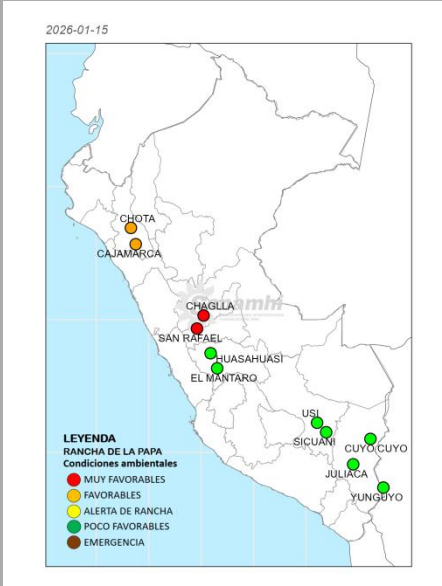 2026-01-15
CHOTA
CAJAMARCA
senamhi
CHAGLLA
SAN RAFAEL
HUASAHUASI
EL MANTARO
USI
SICUANI
CUYO CUYO
JULIACA
YUNGUYO
LEYENDA
RANCHA DE LA PAPA
Condiciones ambientales
MUY FAVORABLES
FAVORABLES
ALERTA DE RANCHA
POCO FAVORABLES
EMERGENCIA